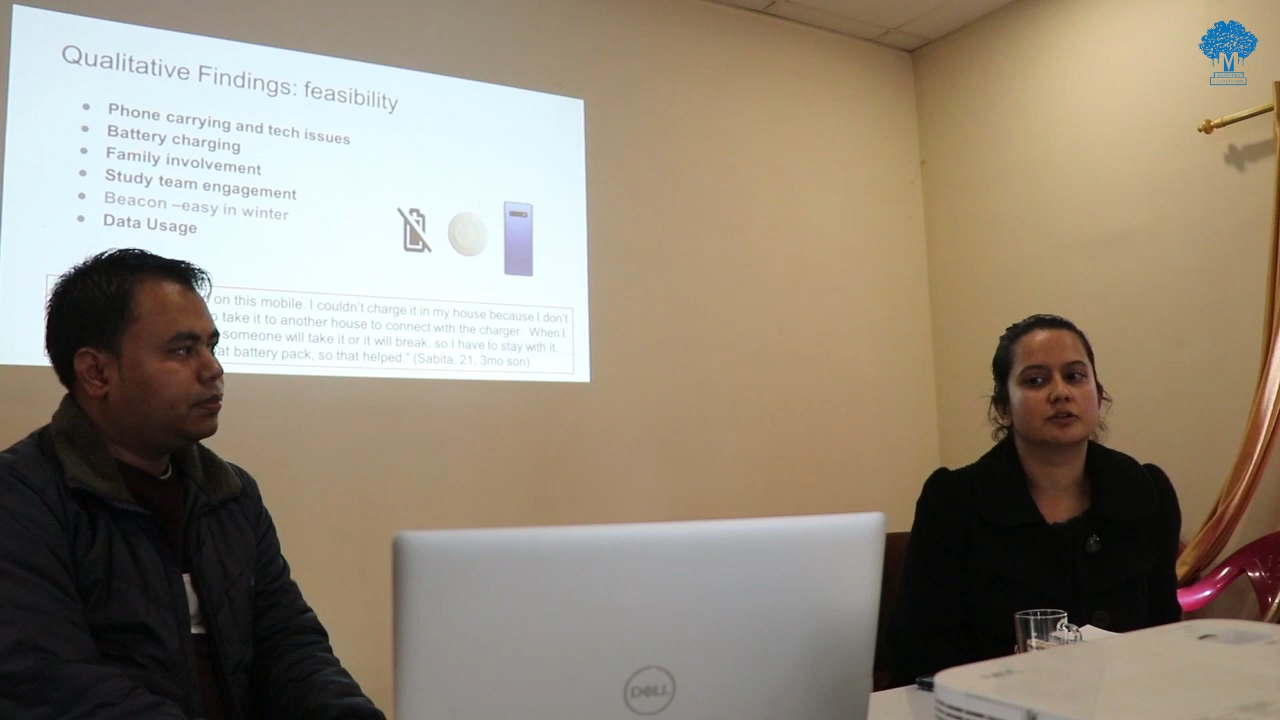 Qualitative Findings: feasibility
● Phone carrying and tech issues
● Battery charging
● Family involvement
● Study team engagement
● Beacon –easy in winter
● Data Usage
on this mobile. I couldn't charge it in my house because I don't
take it to another house to connect with the charger. When I
someone will take it or it will break, so I have to stay with it.
battery pack, so that helped." (Sabita, 21, 3mo son)
DELL
M